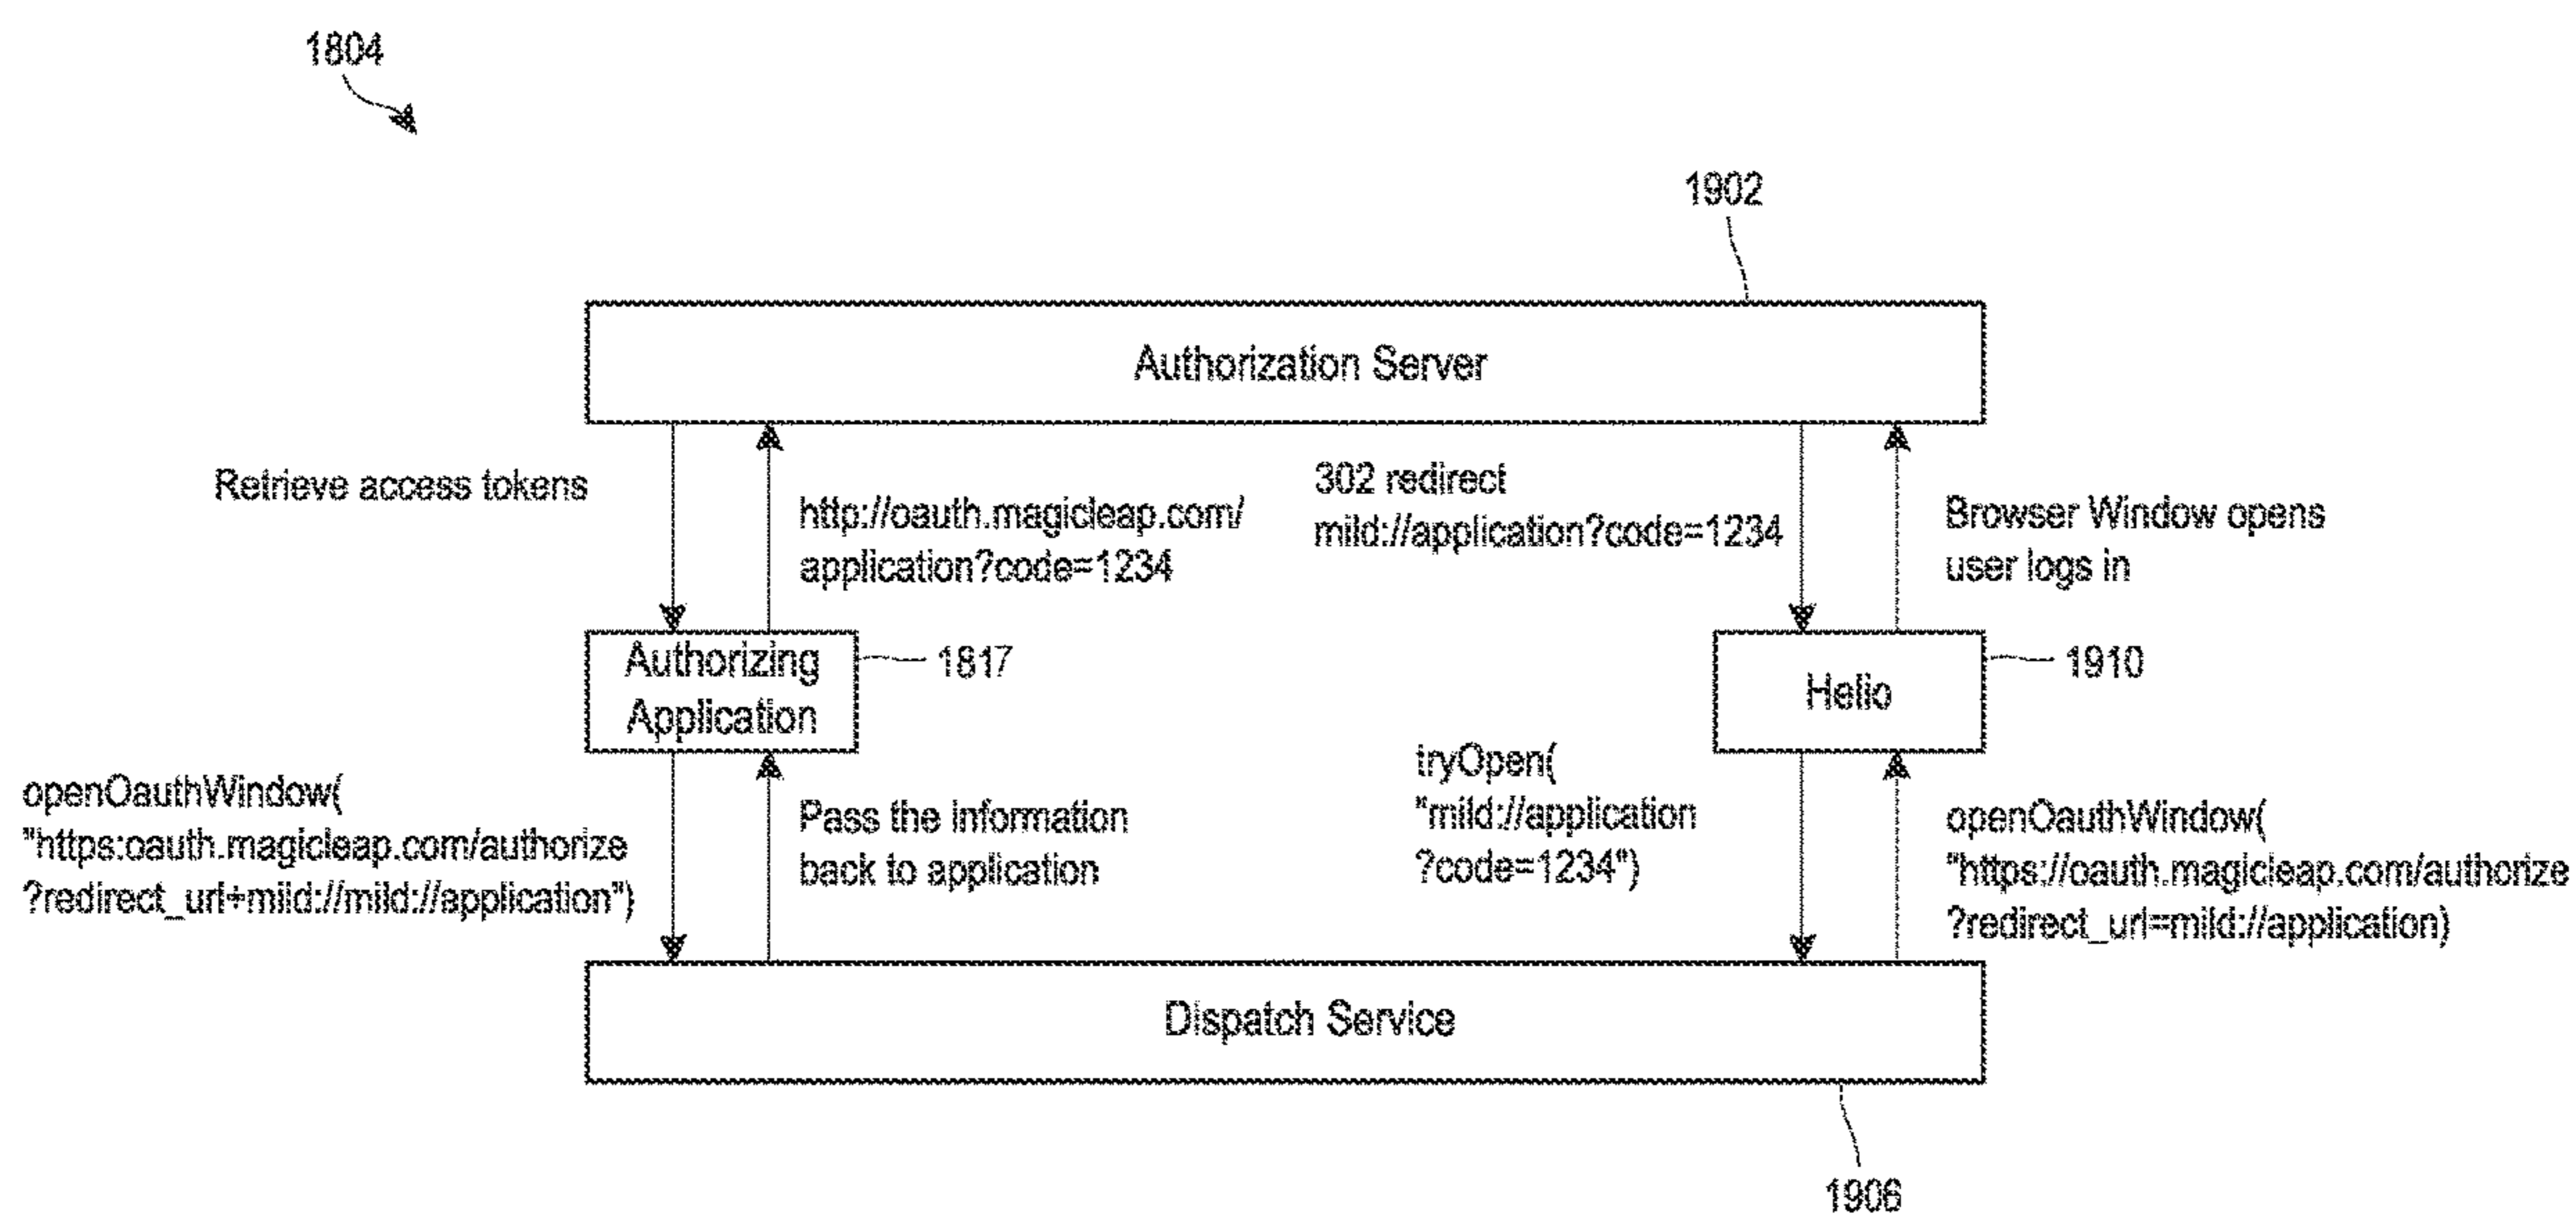 1804
1902
Authorization Server
Retrieve access tokens
http://oauth.magicleap.com/
application?code=1234
302 redirect
mild://application?code=1234
Browser Window opens
user logs in
Authorizing
Application
1817
Helio
1910
openOauthWindow(
"https:oauth.magicleap.com/authorize
?redirect_url+mild://mild://application")
Pass the information
back to application
tryOpen(
"mild://application
?code=1234")
openOauthWindow(
"https://oauth.magicleap.com/authorize
?redirect_url=mild://application)
Dispatch Service
1906